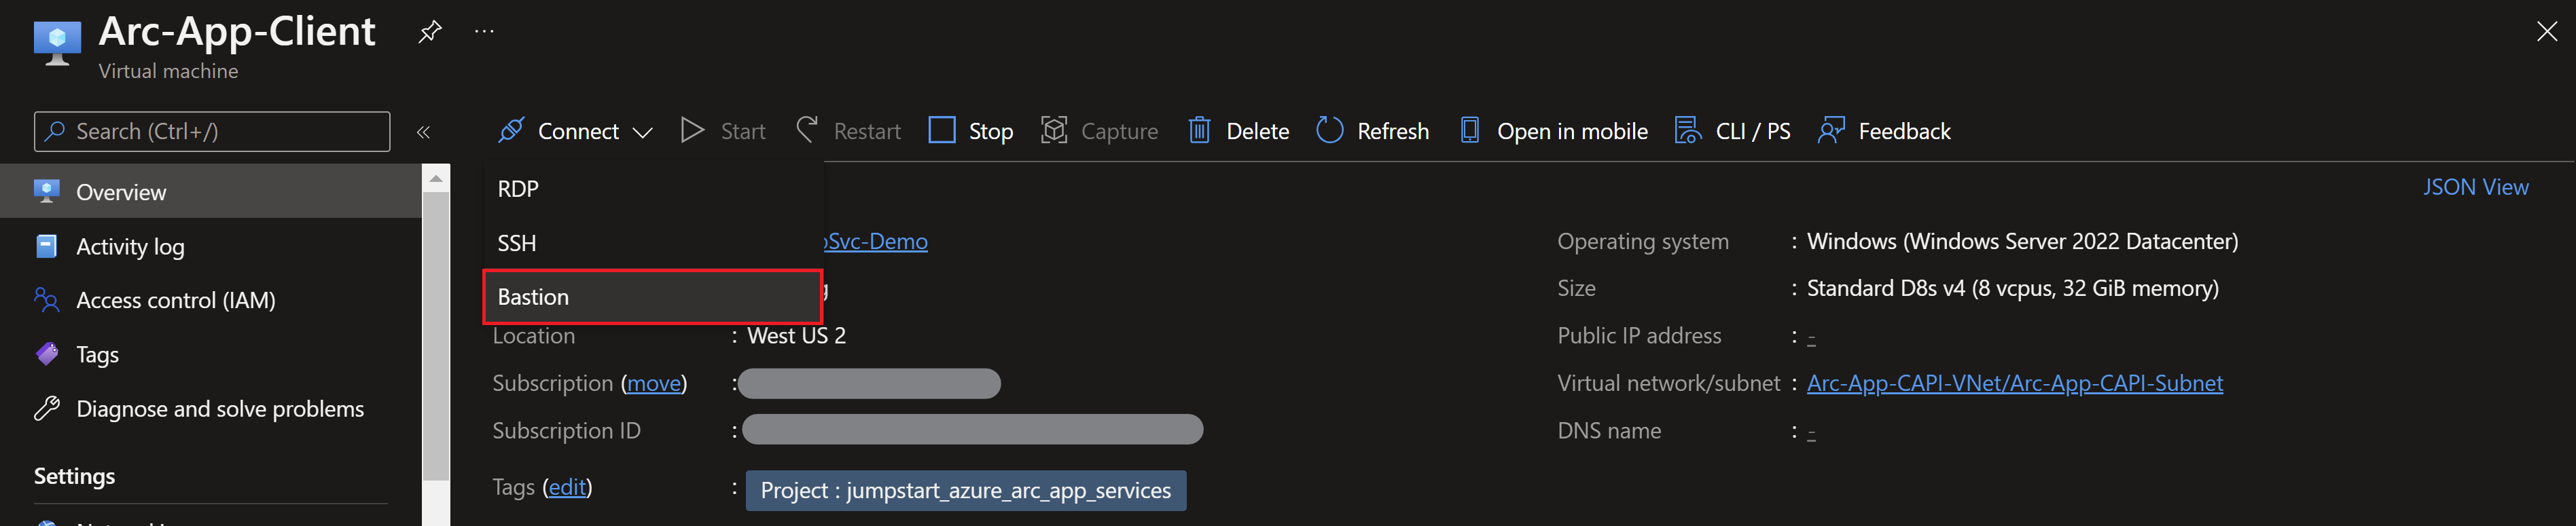 Arc-App-Client
Virtual machine
Search (Ctrl+/)
Overview
Activity log
Access control (IAM)
Tags
Diagnose and solve problems
Settings
Connect Start Restart Stop Capture Delete Refresh Open in mobile CLI / PS Feedback
RDP
SSH
Bastion
JSON View
Svc-Demo
Location : West US 2
Subscription (move) :
Subscription ID :
Tags (edit) : Project : jumpstart_azure_arc_app_services
Operating system : Windows (Windows Server 2022 Datacenter)
Size : Standard D8s v4 (8 vcpus, 32 GiB memory)
Public IP address : -
Virtual network/subnet : Arc-App-CAPI-VNet/Arc-App-CAPI-Subnet
DNS name : -